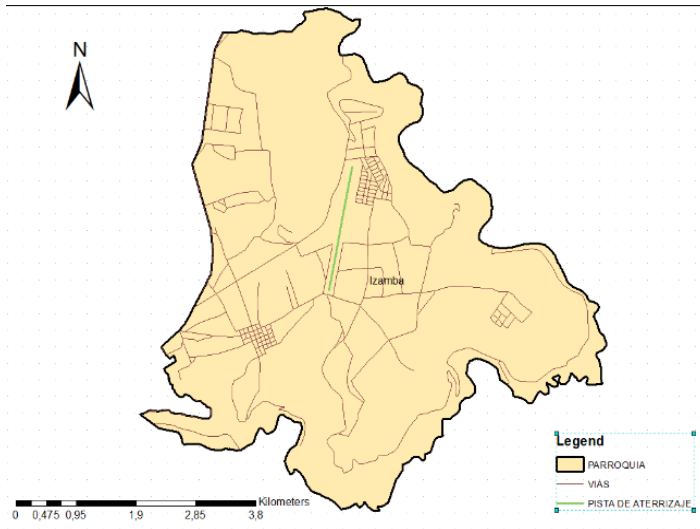 N
Izamba
Legend
PARROQUIA
VIAS
PISTA DE ATERRIZAJE
Kilometers
0 0,475 0,95 1,9 2,85 3,8